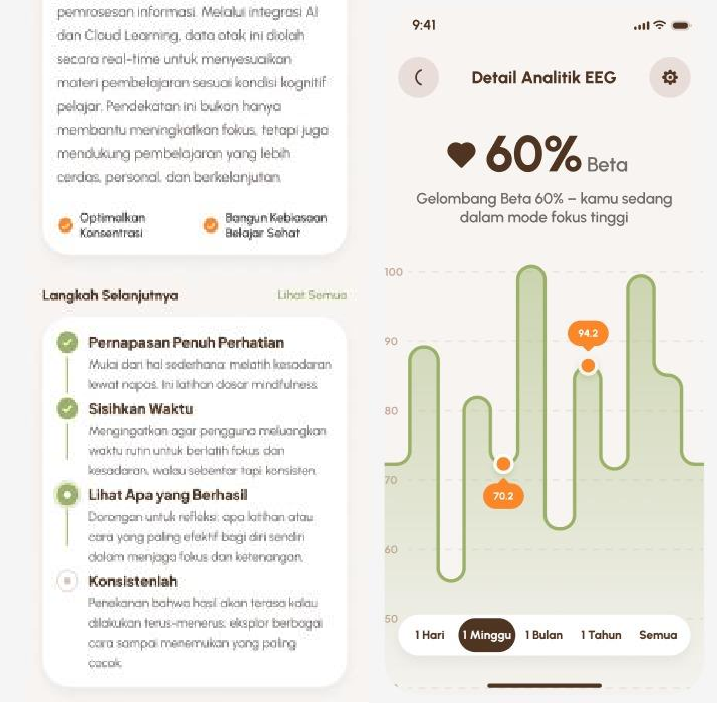 pemrosesan informasi. Melalui integrasi AI
dan Cloud Learning, data otak ini diolah
secara real-time untuk menyesuaikan
materi pembelajaran sesuai kondisi kognitif
pelajar. Pendekatan ini bukan hanya
membantu meningkatkan fokus, tetapi juga
mendukung pembelajaran yang lebih
cerdas, personal, dan berkelanjutan.
Optimalkan
Konsentrasi
Bangun Kebiasaan
Belajar Sehat
Langkah Selanjutnya
Lihat Semua
Pernapasan Penuh Perhatian
Mulai dari hal sederhana: melatih kesadaran
lewat napas. Ini latihan dasar mindfulness.
Sisihkan Waktu
Mengingatkan agar pengguna meluangkan
waktu rutin untuk berlatih fokus dan
kesadaran, walau sebentar tapi konsisten.
Lihat Apa yang Berhasil
Dorongan untuk refleksi: apa latihan atau
cara yang paling efektif bagi diri sendiri
dalam menjaga fokus dan ketenangan.
Konsistenlah
Penekanan bahwa hasil akan terasa kalau
dilakukan terus-menerus; eksplor berbagai
cara sampai menemukan yang paling
cocok.
9:41
Detail Analitik EEG
60% Beta
Gelombang Beta 60% – kamu sedang
dalam mode fokus tinggi
100
90
94.2
80
70
70.2
60
50
1 Hari
1 Minggu
1 Bulan
1 Tahun
Semua